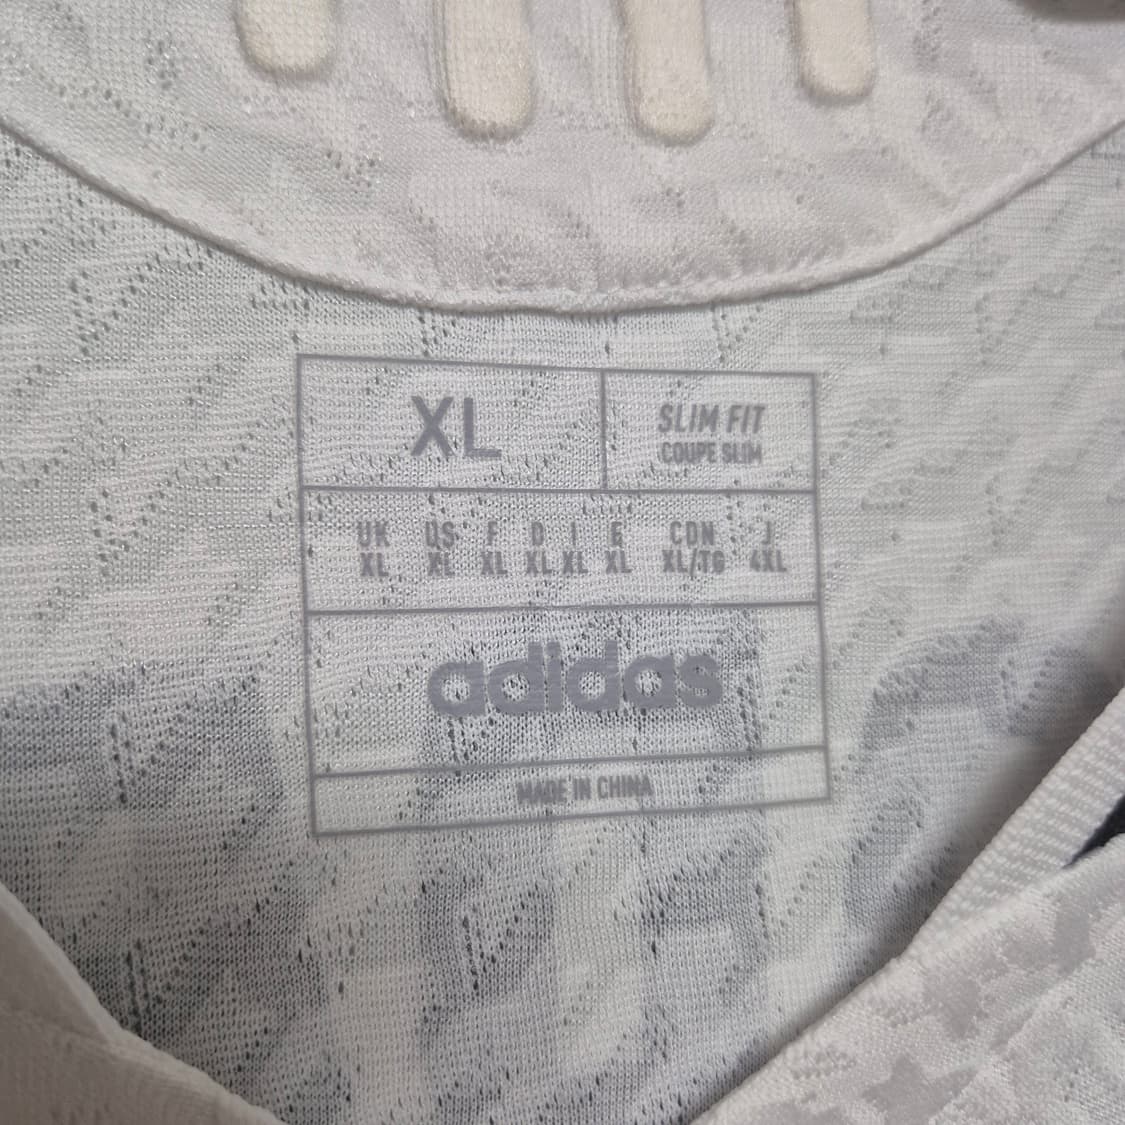 XL
SLIM FIT
COUPE SLIM
UK US F D I E CDN J
XL XL XL XL XL XL XL/TG 4XL
adidas
MADE IN CHINA